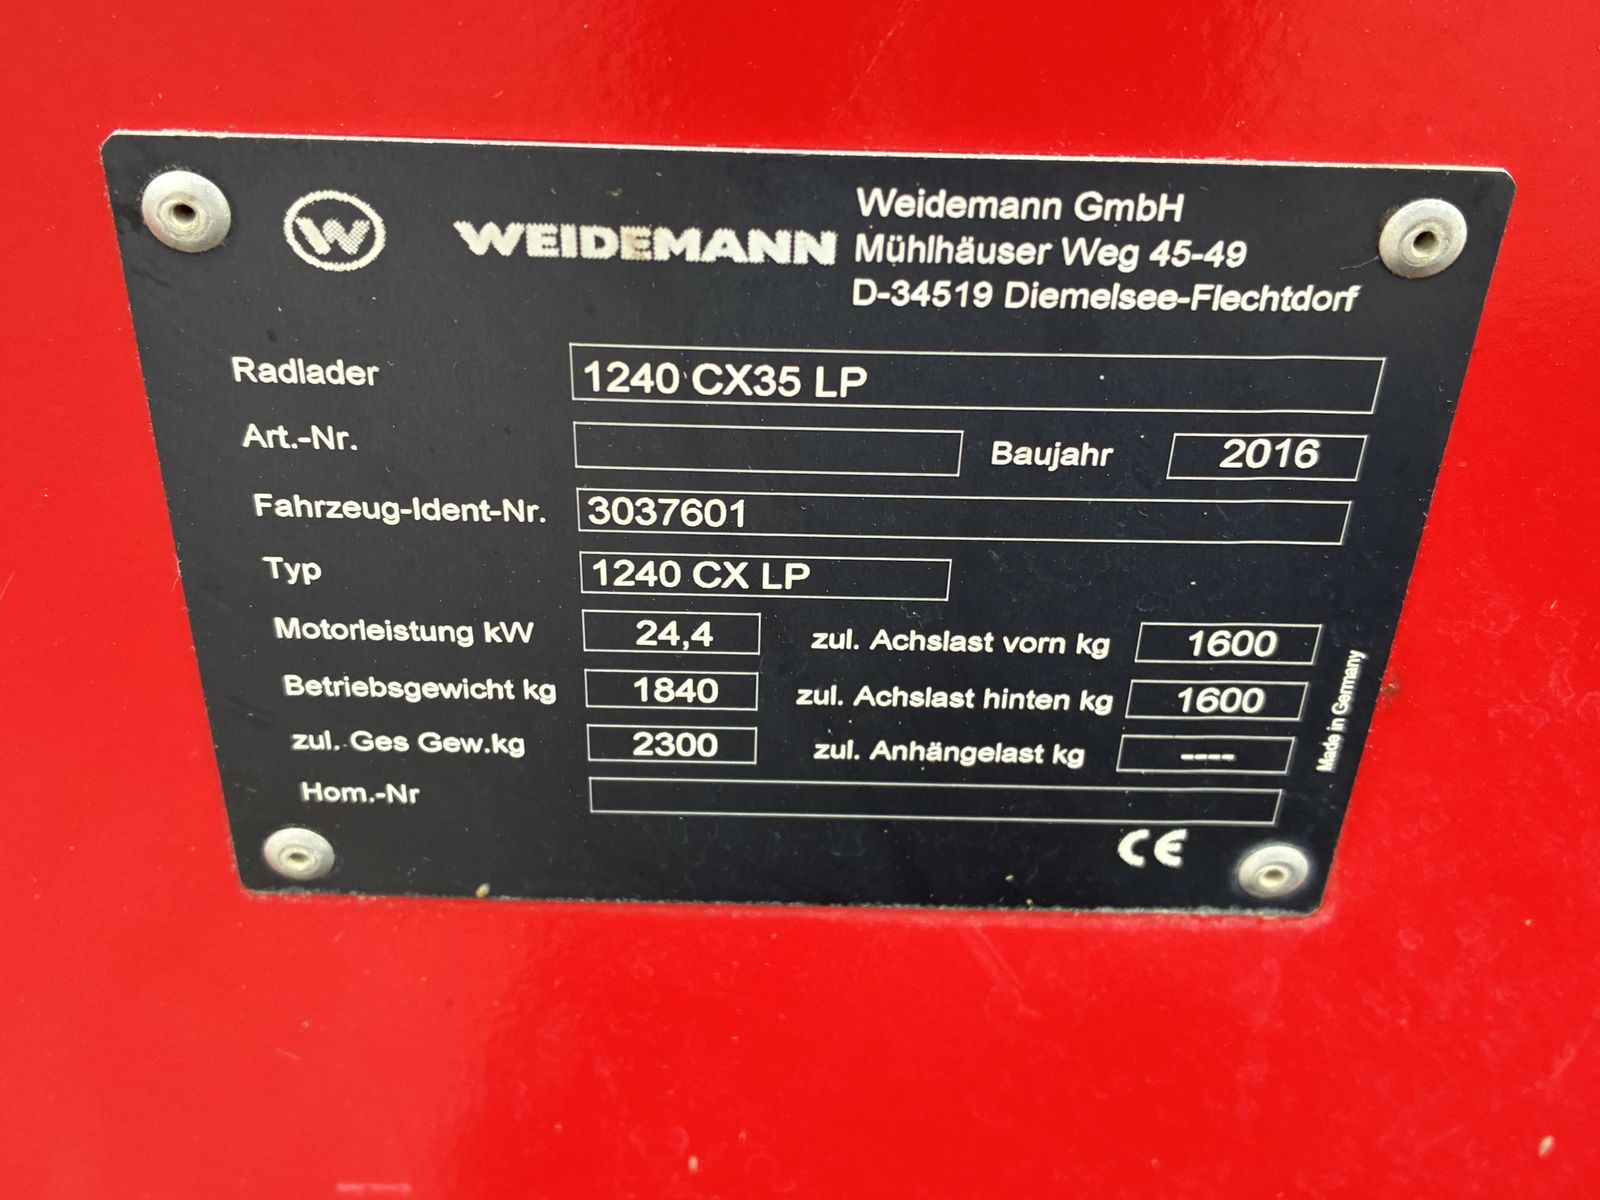 W WEIDEMANN
Weidemann GmbH
Mühlhäuser Weg 45-49
D-34519 Diemelsee-Flechtdorf
Radlader 1240 CX35 LP
Art.-Nr. Baujahr 2016
Fahrzeug-Ident-Nr. 3037601
Typ 1240 CX LP
Motorleistung kW 24,4 zul. Achslast vorn kg 1600
Betriebsgewicht kg 1840 zul. Achslast hinten kg 1600
zul. Ges Gew.kg 2300 zul. Anhängelast kg ----
Hom.-Nr
Made in Germany
CE